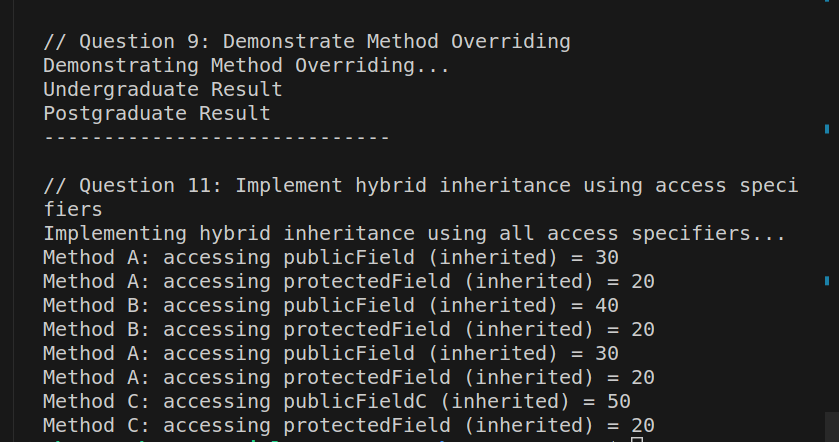 // Question 9: Demonstrate Method Overriding
Demonstrating Method Overriding...
Undergraduate Result
Postgraduate Result
-----------------------------
// Question 11: Implement hybrid inheritance using access speci
fiers
Implementing hybrid inheritance using all access specifiers...
Method A: accessing publicField (inherited) = 30
Method A: accessing protectedField (inherited) = 20
Method B: accessing publicField (inherited) = 40
Method B: accessing protectedField (inherited) = 20
Method A: accessing publicField (inherited) = 30
Method A: accessing protectedField (inherited) = 20
Method C: accessing publicFieldC (inherited) = 50
Method C: accessing protectedField (inherited) = 20